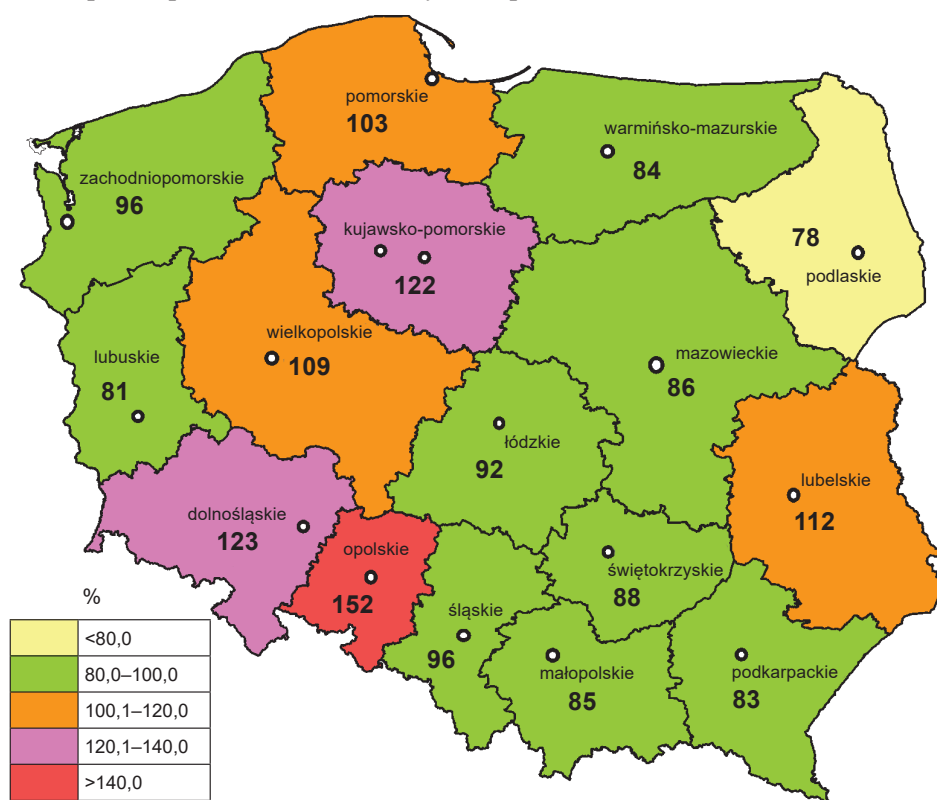 pomorskie
103
warmińsko-mazurskie
84
zachodniopomorskie
96
kujawsko-pomorskie
122
78
podlaskie
lubuskie
81
wielkopolskie
109
mazowieckie
86
łódzkie
92
lubelskie
112
dolnośląskie
123
opolskie
152
świętokrzyskie
88
śląskie
96
małopolskie
85
podkarpackie
83
%
<80,0
80,0–100,0
100,1–120,0
120,1–140,0
>140,0